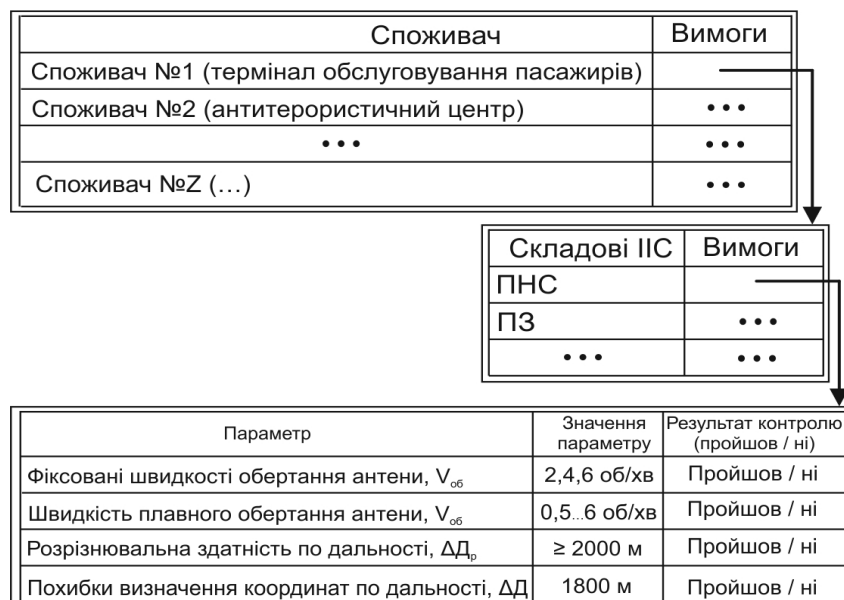 Споживач Вимоги
Споживач №1 (термінал обслуговування пасажирів)
Споживач №2 (антитерористичний центр) •••
••• •••
Споживач №Z (...) •••
Складові ІІС Вимоги
ПНС
ПЗ •••
••• •••
Параметр Значення параметру Результат контролю (пройшов / ні)
Фіксовані швидкості обертання антени, Vоб 2,4,6 об/хв Пройшов / ні
Швидкість плавного обертання антени, Vоб 0,5...6 об/хв Пройшов / ні
Розрізнювальна здатність по дальності, ΔДр ≥ 2000 м Пройшов / ні
Похибки визначення координат по дальності, ΔД 1800 м Пройшов / ні